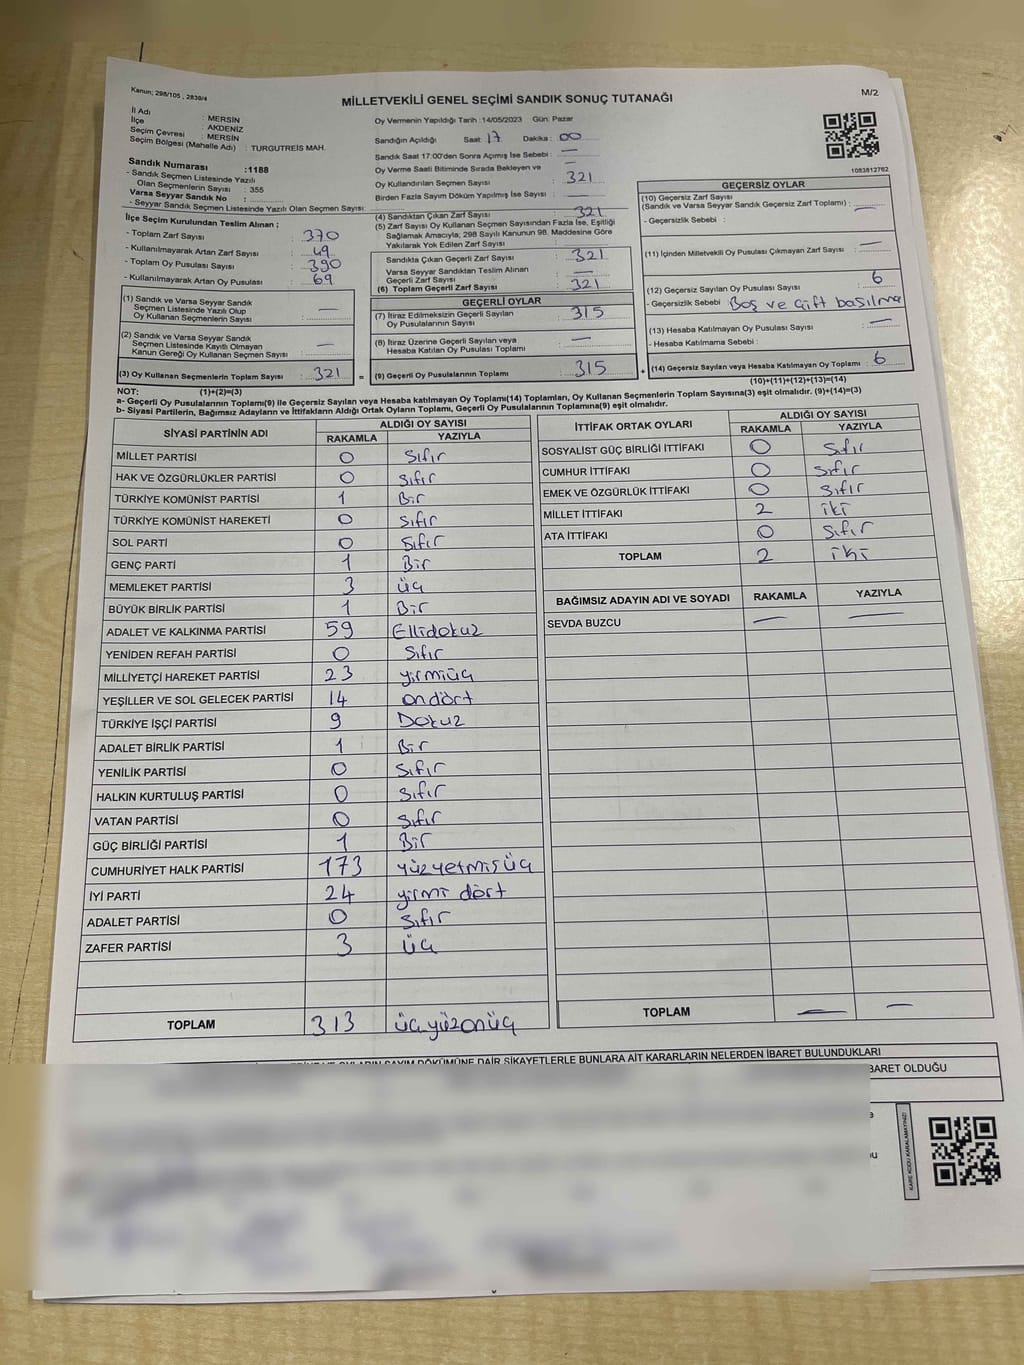 Kanun; 298/105 , 2839/4
MİLLETVEKİLİ GENEL SEÇİMİ SANDIK SONUÇ TUTANAĞI
M/2
İl Adı : MERSİN
İlçe : AKDENİZ
Seçim Çevresi : MERSİN
Seçim Bölgesi (Mahalle Adı) : TURGUTREİS MAH.
Sandık Numarası :1188
- Sandık Seçmen Listesinde Yazılı
Olan Seçmenlerin Sayısı : 355
Varsa Seyyar Sandık No :
- Seyyar Sandık Seçmen Listesinde Yazılı Olan Seçmen Sayısı:
İlçe Seçim Kurulundan Teslim Alınan ;
- Toplam Zarf Sayısı : 370
- Kullanılmayarak Artan Zarf Sayısı : 49
- Toplam Oy Pusulası Sayısı : 390
- Kullanılmayarak Artan Oy Pusulası : 69
(1) Sandık ve Varsa Seyyar Sandık
Seçmen Listesinde Yazılı Olup
Oy Kullanan Seçmenlerin Sayısı : —
(2) Sandık ve Varsa Seyyar Sandık
Seçmen Listesinde Kayıtlı Olmayan
Kanun Gereği Oy Kullanan Seçmen Sayısı : —
(3) Oy Kullanan Seçmenlerin Toplam Sayısı : 321
(1)+(2)=(3)
Oy Vermenin Yapıldığı Tarih :14/05/2023 Gün: Pazar
Sandığın Açıldığı Saat: 17 Dakika: 00
Sandık Saat 17:00'den Sonra Açımış İse Sebebi : —
Oy Verme Saati Bitiminde Sırada Bekleyen ve —
Oy Kullandırılan Seçmen Sayısı : 321
Birden Fazla Sayım Döküm Yapılmış İse Sayısı :
(4) Sandıktan Çıkan Zarf Sayısı : 321
(5) Zarf Sayısı Oy Kullanan Seçmen Sayısından Fazla İse, Eşitliği
Sağlamak Amacıyla; 298 Sayılı Kanunun 98. Maddesine Göre
Yakılarak Yok Edilen Zarf Sayısı :
Sandıkta Çıkan Geçerli Zarf Sayısı : 321
Varsa Seyyar Sandıktan Teslim Alınan
Geçerli Zarf Sayısı : —
(6) Toplam Geçerli Zarf Sayısı : 321
GEÇERLİ OYLAR
(7) İtiraz Edilmeksizin Geçerli Sayılan
Oy Pusulalarının Sayısı : 315
(8) İtiraz Üzerine Geçerli Sayılan veya
Hesaba Katılan Oy Pusulası Toplamı : —
= (9) Geçerli Oy Pusulalarının Toplamı : 315 +
1083812762
GEÇERSİZ OYLAR
(10) Geçersiz Zarf Sayısı
(Sandık ve Varsa Seyyar Sandık Geçersiz Zarf Toplamı) : —
- Geçersizlik Sebebi :
(11) İçinden Milletvekili Oy Pusulası Çıkmayan Zarf Sayısı : —
(12) Geçersiz Sayılan Oy Pusulası Sayısı : 6
- Geçersizlik Sebebi : Boş ve Çift basılma
(13) Hesaba Katılmayan Oy Pusulası Sayısı : —
- Hesaba Katılmama Sebebi :
(14) Geçersiz Sayılan veya Hesaba Katılmayan Oy Toplamı : 6
(10)+(11)+(12)+(13)=(14)
NOT:
a- Geçerli Oy Pusulalarının Toplamı(9) ile Geçersiz Sayılan veya Hesaba katılmayan Oy Toplamı(14) Toplamları, Oy Kullanan Seçmenlerin Toplam Sayısına(3) eşit olmalıdır. (9)+(14)=(3)
b- Siyasi Partilerin, Bağımsız Adayların ve İttifakların Aldığı Ortak Oyların Toplamı, Geçerli Oy Pusulalarının Toplamına(9) eşit olmalıdır.
SİYASİ PARTİNİN ADI ALDIĞI OY SAYISI
RAKAMLA YAZIYLA
MİLLET PARTİSİ 0 Sıfır
HAK VE ÖZGÜRLÜKLER PARTİSİ 0 Sıfır
TÜRKİYE KOMÜNİST PARTİSİ 1 Bir
TÜRKİYE KOMÜNİST HAREKETİ 0 Sıfır
SOL PARTİ 0 Sıfır
GENÇ PARTİ 1 Bir
MEMLEKET PARTİSİ 3 üç
BÜYÜK BİRLİK PARTİSİ 1 Bir
ADALET VE KALKINMA PARTİSİ 59 Ellidokuz
YENİDEN REFAH PARTİSİ 0 Sıfır
MİLLİYETÇİ HAREKET PARTİSİ 23 yirmiüç
YEŞİLLER VE SOL GELECEK PARTİSİ 14 ondört
TÜRKİYE İŞÇİ PARTİSİ 9 Dokuz
ADALET BİRLİK PARTİSİ 1 Bir
YENİLİK PARTİSİ 0 Sıfır
HALKIN KURTULUŞ PARTİSİ 0 Sıfır
VATAN PARTİSİ 0 Sıfır
GÜÇ BİRLİĞİ PARTİSİ 1 Bir
CUMHURİYET HALK PARTİSİ 173 yüzyetmişüç
İYİ PARTİ 24 yirmi dört
ADALET PARTİSİ 0 Sıfır
ZAFER PARTİSİ 3 üç
TOPLAM 313 üçyüzonüç
İTTİFAK ORTAK OYLARI ALDIĞI OY SAYISI
RAKAMLA YAZIYLA
SOSYALİST GÜÇ BİRLİĞİ İTTİFAKI 0 Sıfır
CUMHUR İTTİFAKI 0 Sıfır
EMEK VE ÖZGÜRLÜK İTTİFAKI 0 Sıfır
MİLLET İTTİFAKI 2 iki
ATA İTTİFAKI 0 Sıfır
TOPLAM 2 iki
BAĞIMSIZ ADAYIN ADI VE SOYADI RAKAMLA YAZIYLA
SEVDA BUZCU — —
TOPLAM — —
OYLARIN SAYIM DÖKÜMÜNE DAİR ŞİKAYETLERLE BUNLARA AİT KARARLARIN NELERDEN İBARET BULUNDUKLARI
BARET OLDUĞU
KARE KODU KARALAMAYINIZ!